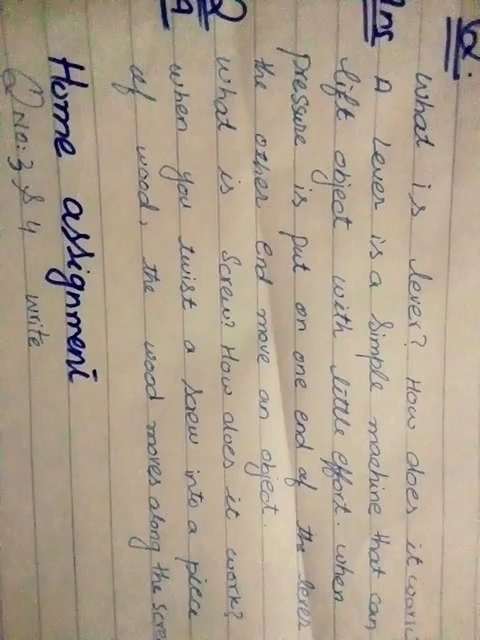 Q.
What is lever? How does it work
Ans A Lever is a simple machine that can
lift object with little effort. when
pressure is put on one end of the lever
the other end move an object.
Q What is Screw? How does it work?
A when you twist a screw into a piece
of wood, the wood moves along the screw
Home assignment
Q No: 3 & 4 write